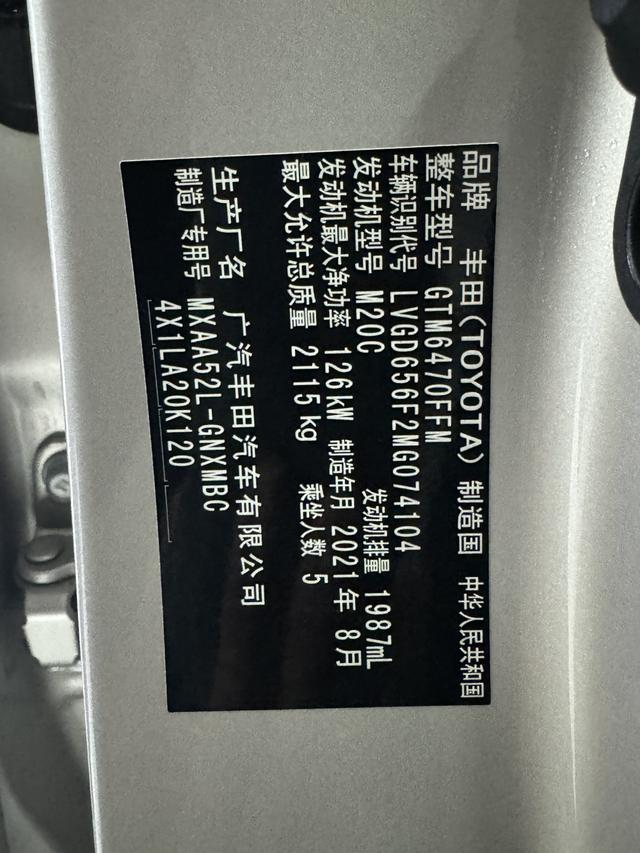 品牌 丰田(TOYOTA) 制造国 中华人民共和国
整车型号 GTM6470FFM
车辆识别代号 LVGD656F2MG074104
发动机型号 M20C 发动机排量 1987mL
发动机最大净功率 126kW 制造年月 2021年 8月
最大允许总质量 2115kg 乘坐人数 5
生产厂名 广汽丰田汽车有限公司
制造厂专用号 MXAA52L-GNXMBC
4X1LA20K120